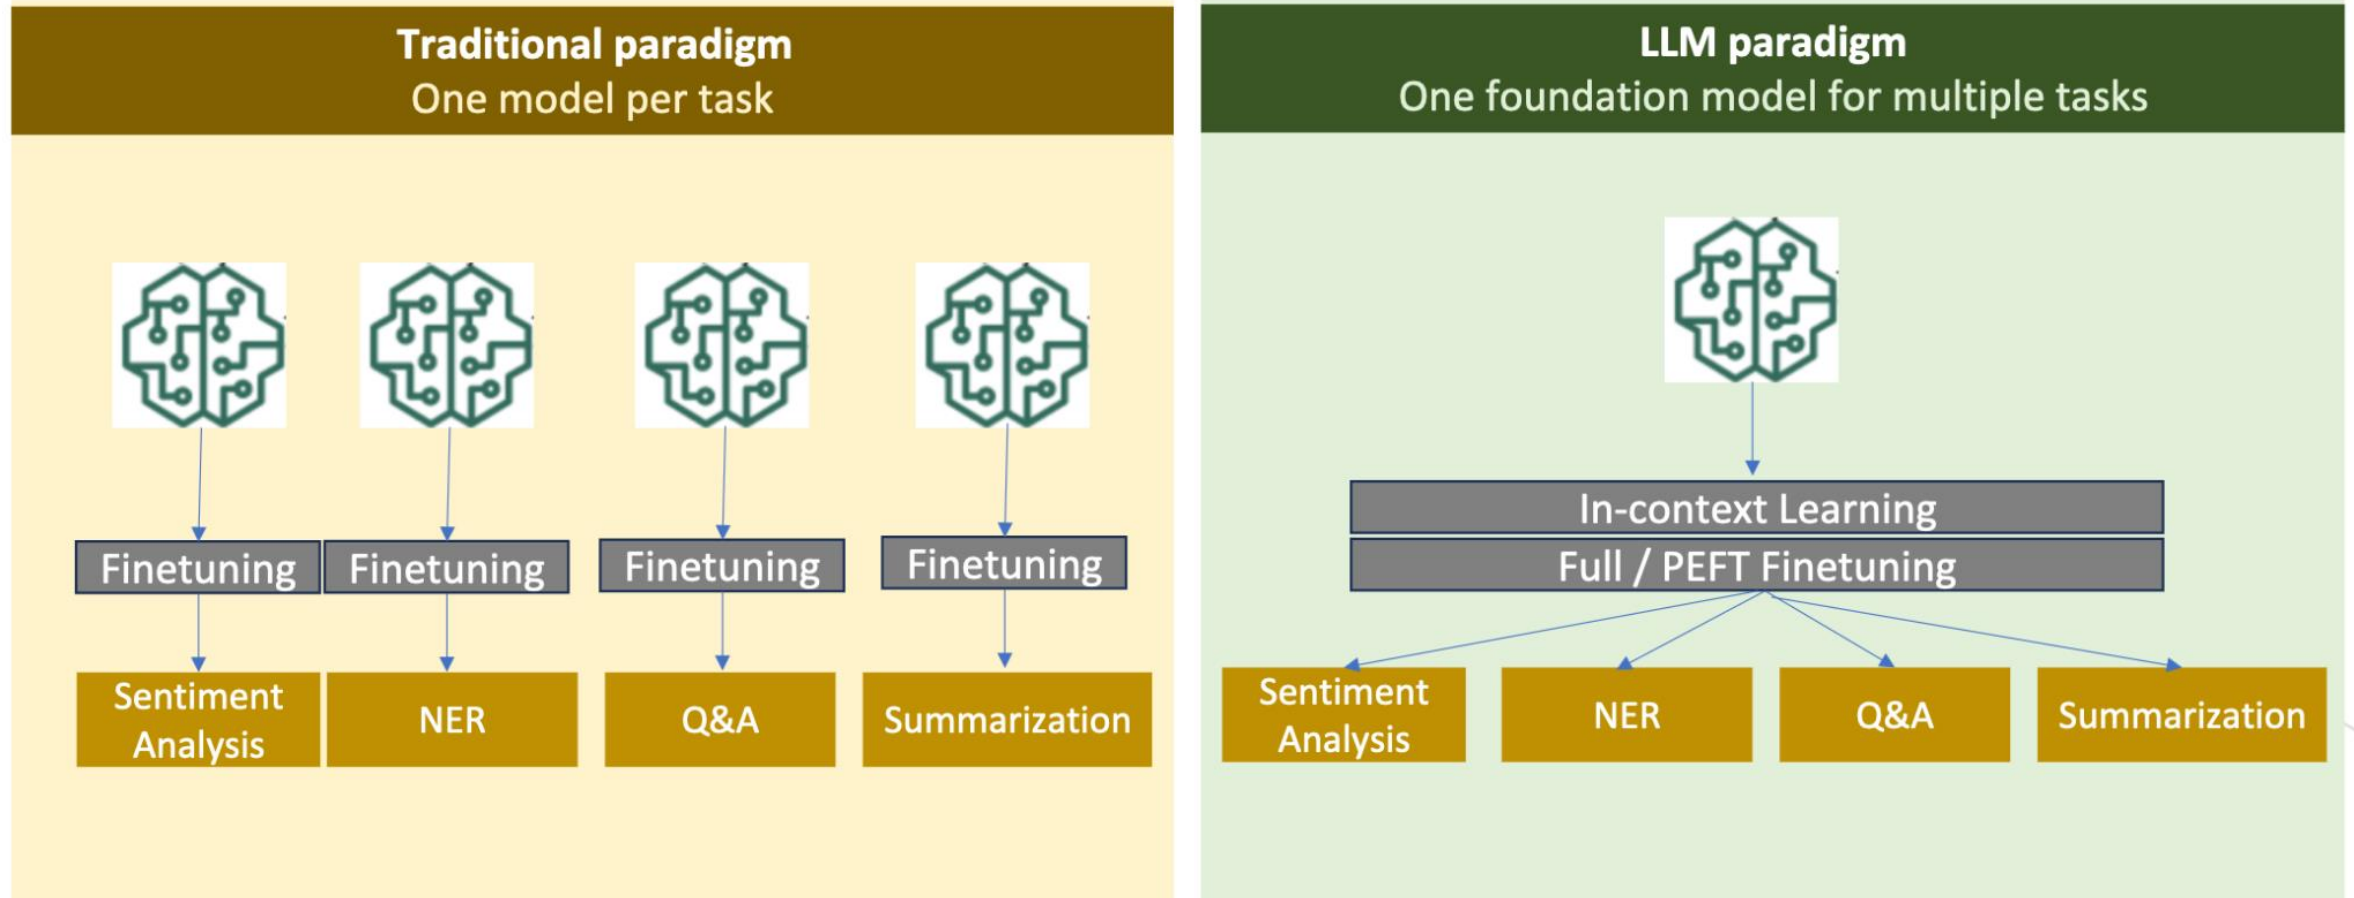 Traditional paradigm
One model per task
Finetuning
Finetuning
Finetuning
Finetuning
Sentiment
Analysis
NER
Q&A
Summarization
LLM paradigm
One foundation model for multiple tasks
In-context Learning
Full / PEFT Finetuning
Sentiment
Analysis
NER
Q&A
Summarization